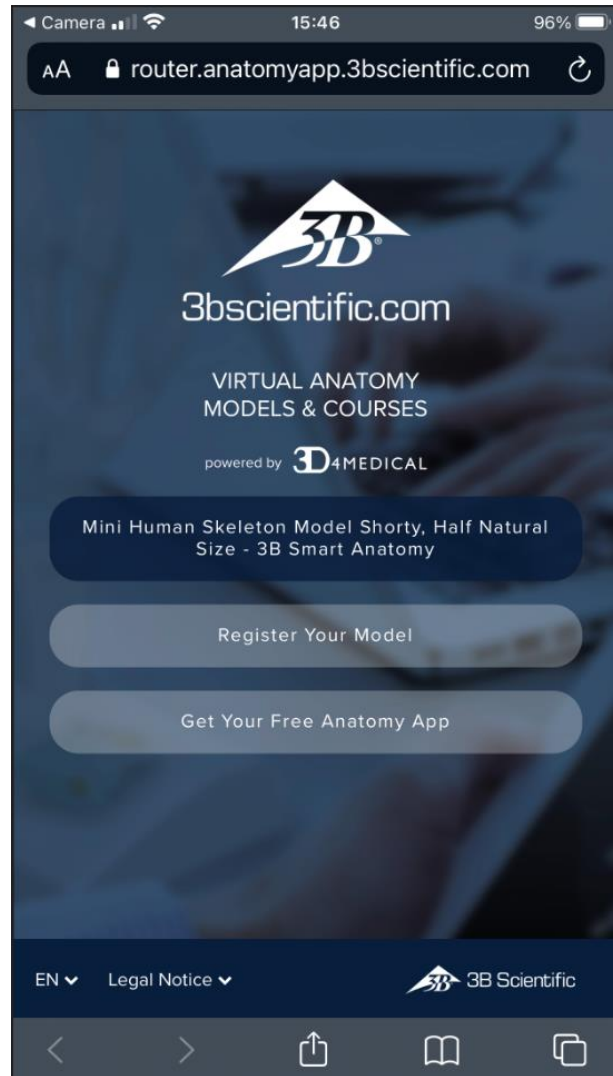 Camera
15:46
96%
AA
router.anatomyapp.3bscientific.com
3B®
3bscientific.com
VIRTUAL ANATOMY
MODELS & COURSES
powered by 3D4MEDICAL
Mini Human Skeleton Model Shorty, Half Natural
Size - 3B Smart Anatomy
Register Your Model
Get Your Free Anatomy App
EN
Legal Notice
3B
3B Scientific